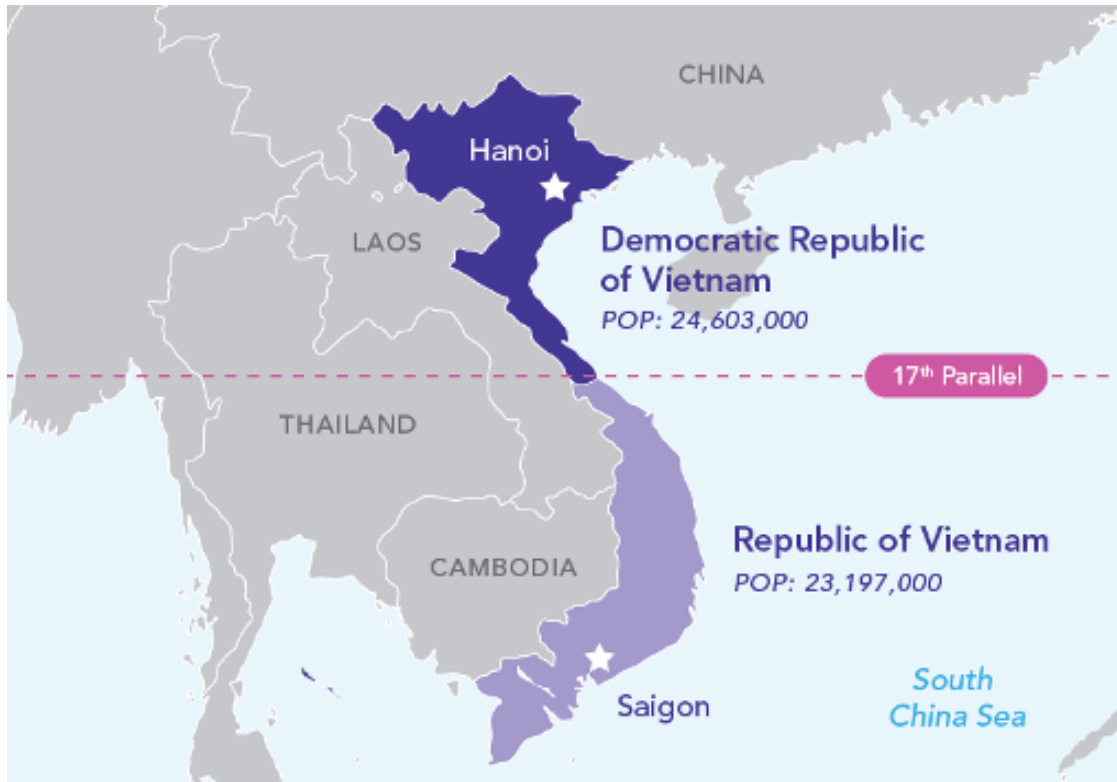 CHINA
Hanoi
LAOS
Democratic Republic
of Vietnam
POP: 24,603,000
17th Parallel
THAILAND
Republic of Vietnam
POP: 23,197,000
CAMBODIA
Saigon
South
China Sea